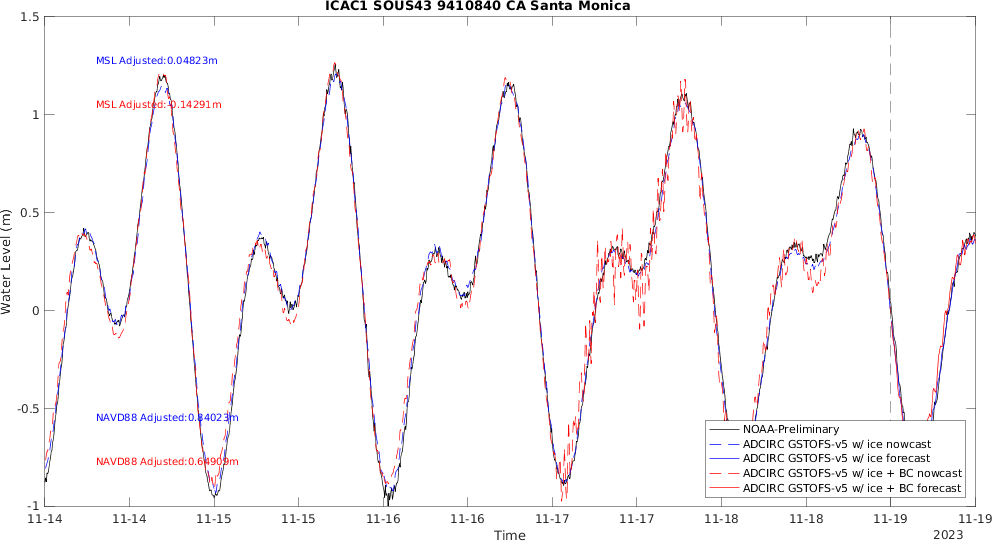 ICAC1 SOUS43 9410840 CA Santa Monica
1.5
MSL Adjusted:0.04823m
MSL Adjusted:-0.14291m
1
0.5
Water Level (m)
0
-0.5
NAVD88 Adjusted:0.84023m
NAVD88 Adjusted:0.64909m
NOAA-Preliminary
ADCIRC GSTOFS-v5 w/ ice nowcast
ADCIRC GSTOFS-v5 w/ ice forecast
ADCIRC GSTOFS-v5 w/ ice + BC nowcast
ADCIRC GSTOFS-v5 w/ ice + BC forecast
-1
11-14 11-14 11-15 11-15 11-16 11-16 11-17 11-17 11-18 11-18 11-19 11-19
Time
2023